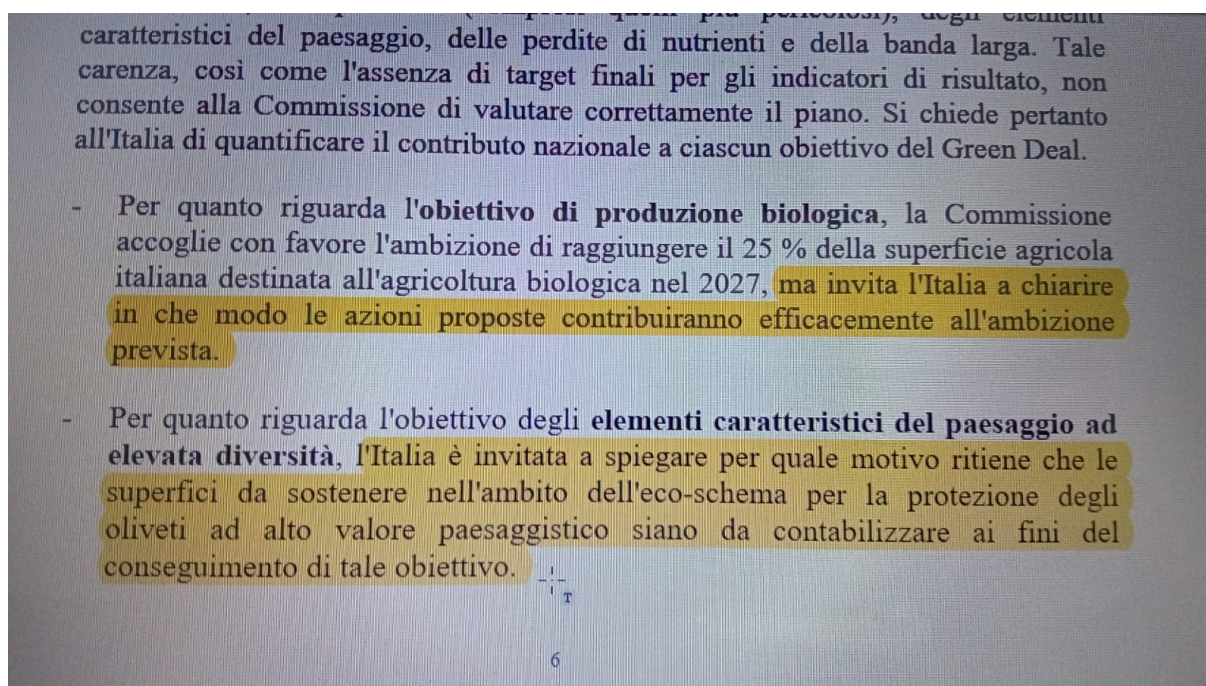 più pericolosi), degli elementi
caratteristici del paesaggio, delle perdite di nutrienti e della banda larga. Tale
carenza, così come l'assenza di target finali per gli indicatori di risultato, non
consente alla Commissione di valutare correttamente il piano. Si chiede pertanto
all'Italia di quantificare il contributo nazionale a ciascun obiettivo del Green Deal.
- Per quanto riguarda l'obiettivo di produzione biologica, la Commissione
accoglie con favore l'ambizione di raggiungere il 25 % della superficie agricola
italiana destinata all'agricoltura biologica nel 2027, ma invita l'Italia a chiarire
in che modo le azioni proposte contribuiranno efficacemente all'ambizione
prevista.
- Per quanto riguarda l'obiettivo degli elementi caratteristici del paesaggio ad
elevata diversità, l'Italia è invitata a spiegare per quale motivo ritiene che le
superfici da sostenere nell'ambito dell'eco-schema per la protezione degli
oliveti ad alto valore paesaggistico siano da contabilizzare ai fini del
conseguimento di tale obiettivo.
T
6